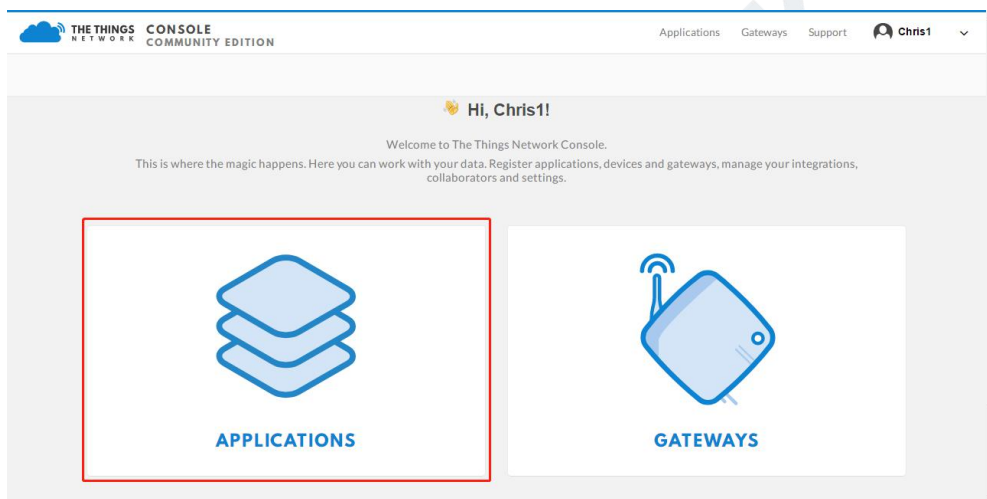 THE THINGS NETWORK CONSOLE COMMUNITY EDITION
Applications Gateways Support Chris1
👋 Hi, Chris1!
Welcome to The Things Network Console.
This is where the magic happens. Here you can work with your data. Register applications, devices and gateways, manage your integrations,
collaborators and settings.
APPLICATIONS
GATEWAYS